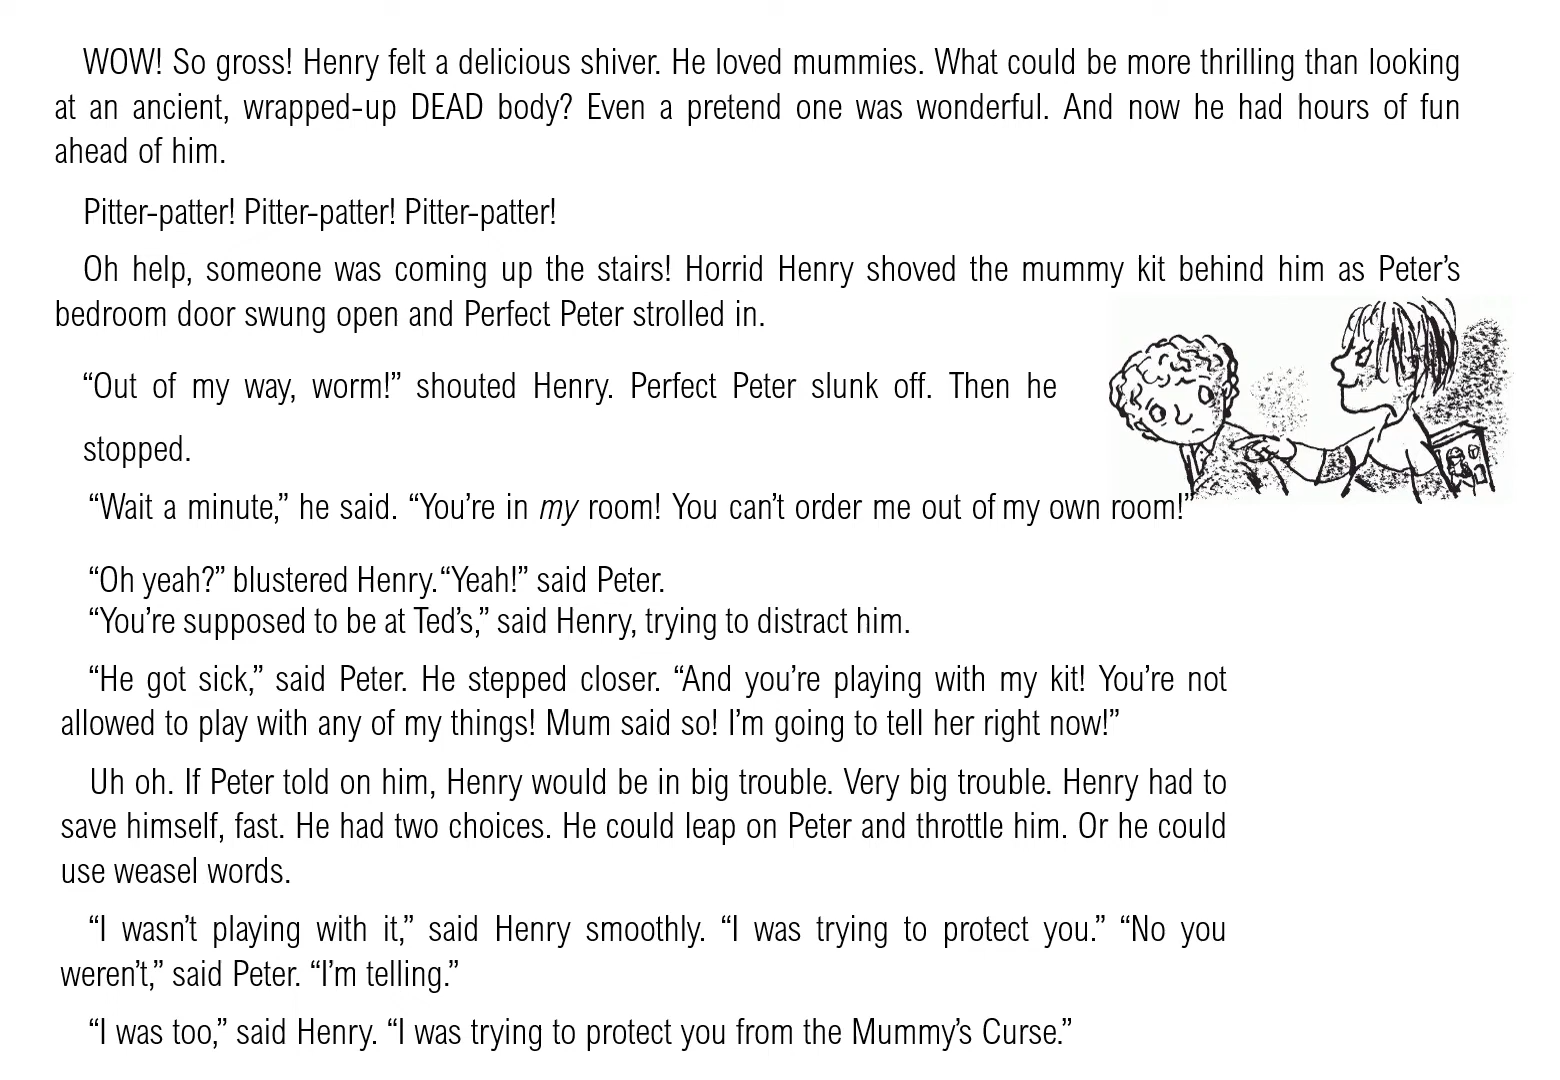 WOW! So gross! Henry felt a delicious shiver. He loved mummies. What could be more thrilling than looking
at an ancient, wrapped-up DEAD body? Even a pretend one was wonderful. And now he had hours of fun
ahead of him.
Pitter-patter! Pitter-patter! Pitter-patter!
Oh help, someone was coming up the stairs! Horrid Henry shoved the mummy kit behind him as Peter’s
bedroom door swung open and Perfect Peter strolled in.
“Out of my way, worm!” shouted Henry. Perfect Peter slunk off. Then he
stopped.
“Wait a minute,” he said. “You’re in my room! You can’t order me out of my own room!”
“Oh yeah?” blustered Henry.“Yeah!” said Peter.
“You’re supposed to be at Ted’s,” said Henry, trying to distract him.
“He got sick,” said Peter. He stepped closer. “And you’re playing with my kit! You’re not
allowed to play with any of my things! Mum said so! I’m going to tell her right now!”
Uh oh. If Peter told on him, Henry would be in big trouble. Very big trouble. Henry had to
save himself, fast. He had two choices. He could leap on Peter and throttle him. Or he could
use weasel words.
“I wasn’t playing with it,” said Henry smoothly. “I was trying to protect you.” “No you
weren’t,” said Peter. “I’m telling.”
“I was too,” said Henry. “I was trying to protect you from the Mummy’s Curse.”